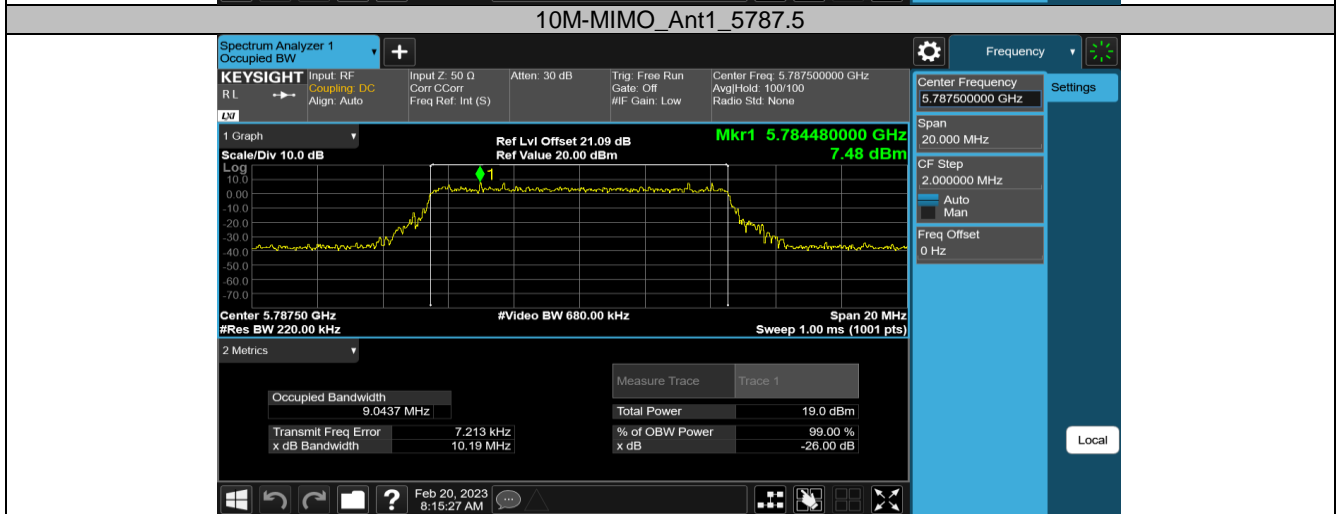 10M-MIMO_Ant1_5787.5
Spectrum Analyzer 1
Occupied BW
+
Frequency
KEYSIGHT Input: RF Input Z: 50 Ω Atten: 30 dB Trig: Free Run Center Freq: 5.787500000 GHz
RL Coupling: DC Corr CCorr Gate: Off Avg|Hold: 100/100
Align: Auto Freq Ref: Int (S) #IF Gain: Low Radio Std: None
LXI
Center Frequency
5.787500000 GHz
Settings
Span
20.000 MHz
CF Step
2.000000 MHz
Auto
Man
Freq Offset
0 Hz
Local
1 Graph Ref Lvl Offset 21.09 dB Mkr1 5.784480000 GHz
Scale/Div 10.0 dB Ref Value 20.00 dBm 7.48 dBm
Log
1
10.0
0.00
-10.0
-20.0
-30.0
-40.0
-50.0
-60.0
-70.0
Center 5.78750 GHz #Video BW 680.00 kHz Span 20 MHz
#Res BW 220.00 kHz Sweep 1.00 ms (1001 pts)
2 Metrics
Measure Trace Trace 1
Occupied Bandwidth
9.0437 MHz Total Power 19.0 dBm
Transmit Freq Error 7.213 kHz % of OBW Power 99.00 %
x dB Bandwidth 10.19 MHz x dB -26.00 dB
? Feb 20, 2023
8:15:27 AM